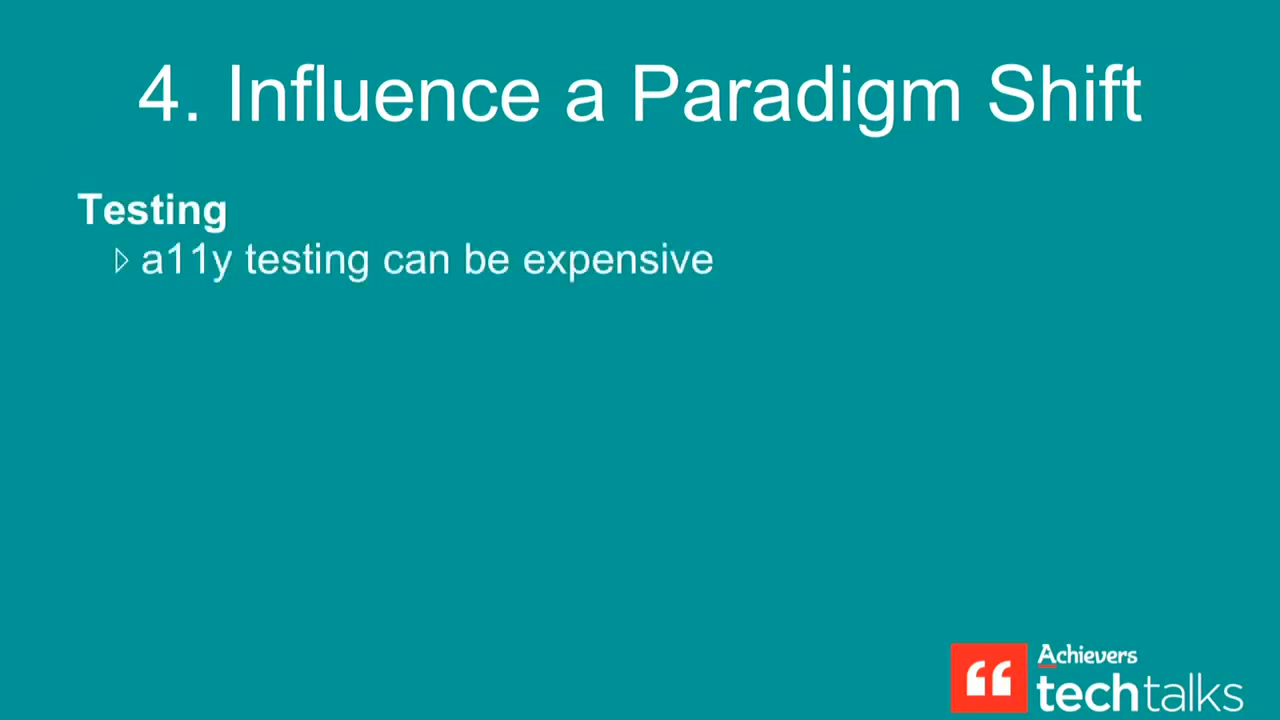 4. Influence a Paradigm Shift
Testing
▷ a11y testing can be expensive
“ Achievers
techtalks